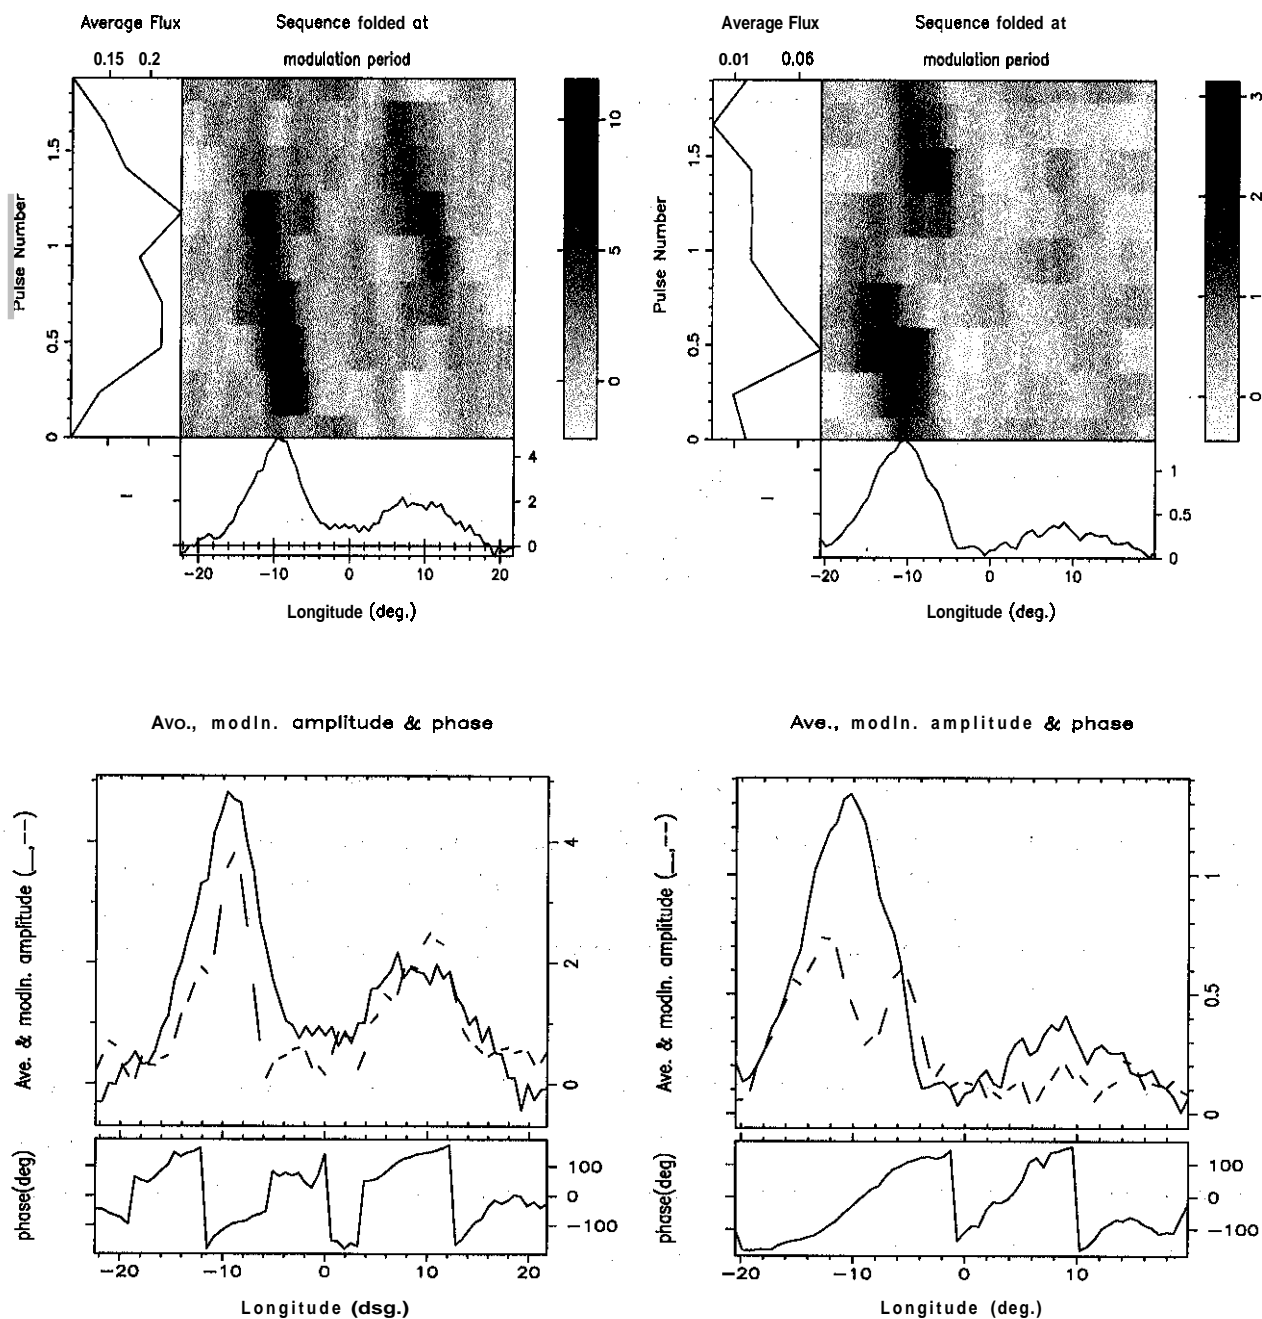 Average Flux
Sequence folded at
modulation period
0.15 0.2
Pulse Number
0
0.5
1
1.5
10
5
0
4
2
0
−20 −10 0 10 20
Longitude (deg.)
Average Flux
Sequence folded at
modulation period
0.01 0.06
Pulse Number
0
0.5
1
1.5
3
2
1
0
1
0.5
0
−20 −10 0 10
Longitude (deg.)
Avo., modln. amplitude & phase
Ave. & modln. amplitude (__,−−)
4
2
0
phase(deg)
100
0
−100
−20 −10 0 10 20
Longitude (dsg.)
Ave., modln. amplitude & phase
Ave. & modln. amplitude (__,−−)
1
0.5
0
phase(deg)
100
0
−100
−20 −10 0 10
Longitude (deg.)